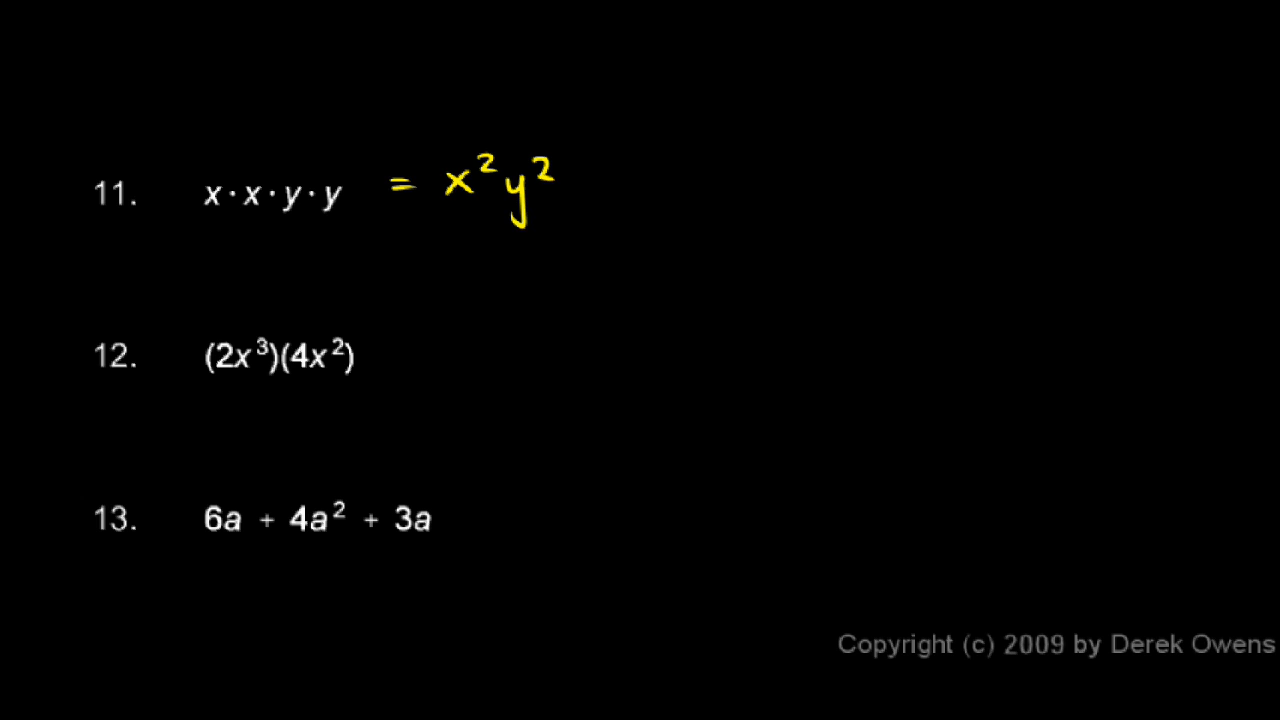 11. x · x · y · y = x²y²
12. (2x³)(4x²)
13. 6a + 4a² + 3a
Copyright (c) 2009 by Derek Owens